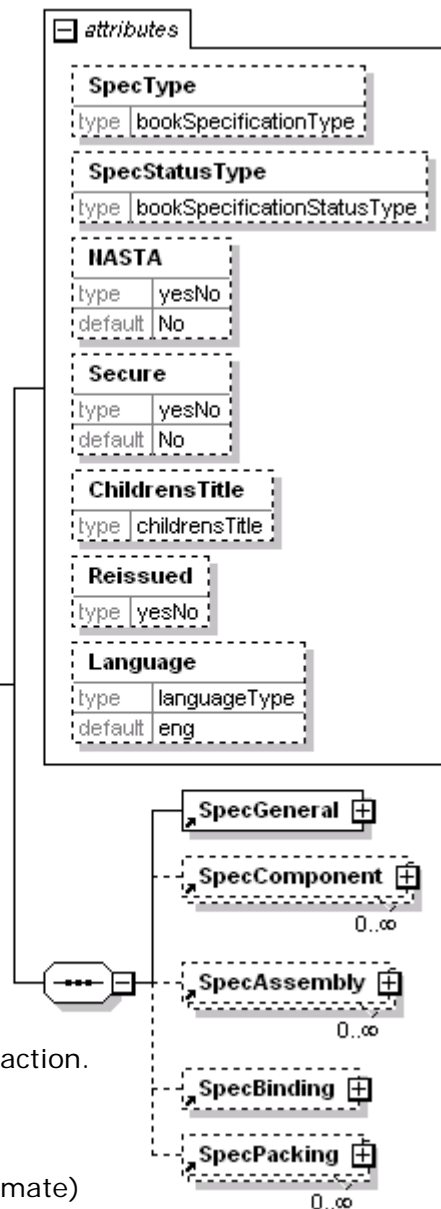 attributes
SpecType
type bookSpecificationType
SpecStatusType
type bookSpecificationStatusType
NASTA
type yesNo
default No
Secure
type yesNo
default No
ChildrensTitle
type childrensTitle
Reissued
type yesNo
Language
type languageType
default eng
SpecGeneral
SpecComponent
0..∞
SpecAssembly
0..∞
action.
SpecBinding
SpecPacking
mate)
0..∞